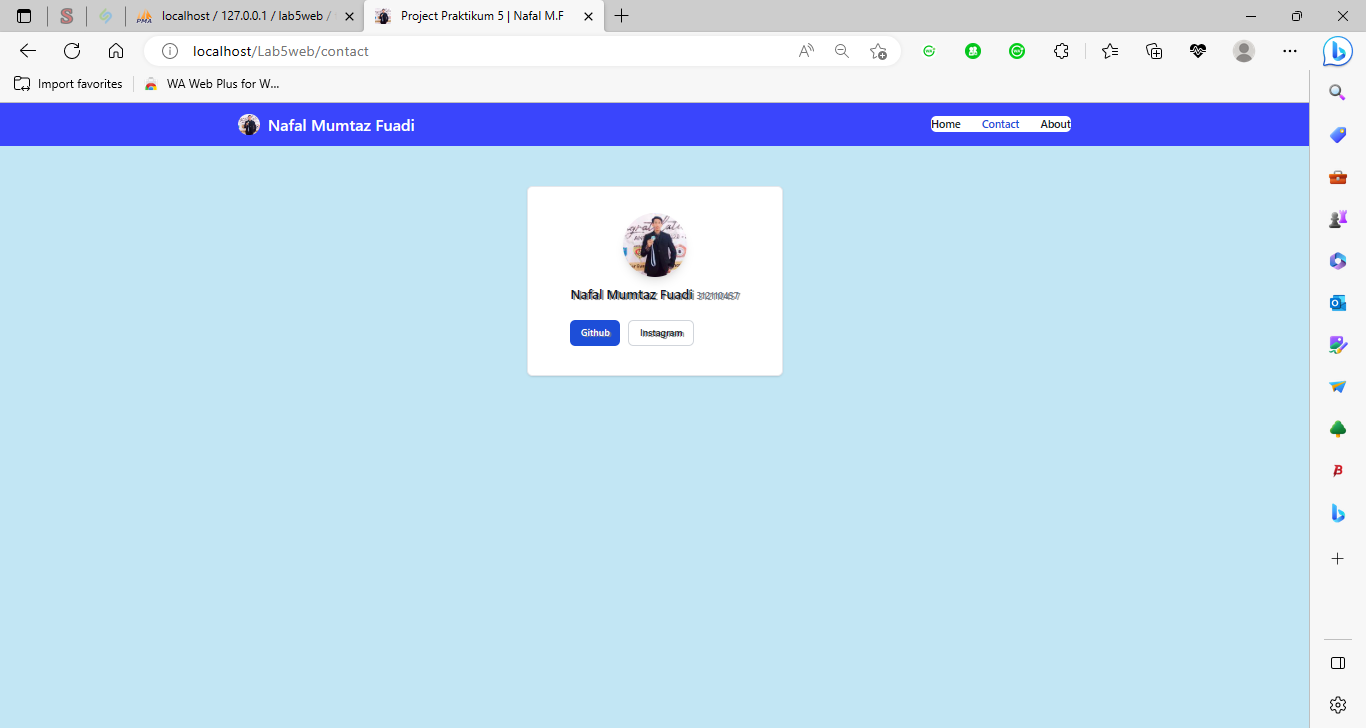 localhost / 127.0.0.1 / lab5web /
Project Praktikum 5 | Nafal M.F
localhost/Lab5web/contact
Import favorites
WA Web Plus for W...
Nafal Mumtaz Fuadi
Home Contact About
Nafal Mumtaz Fuadi 312110457
Github Instagram